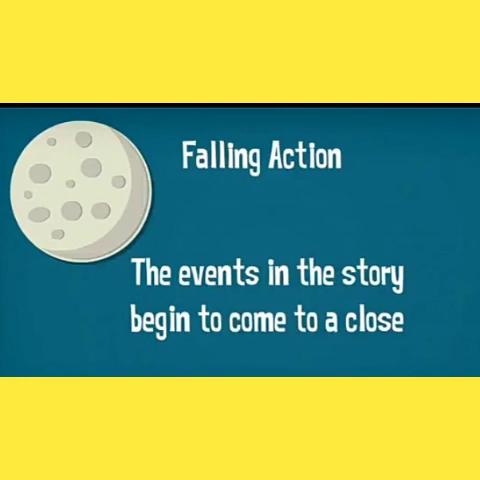 Falling Action
The events in the story
begin to come to a close